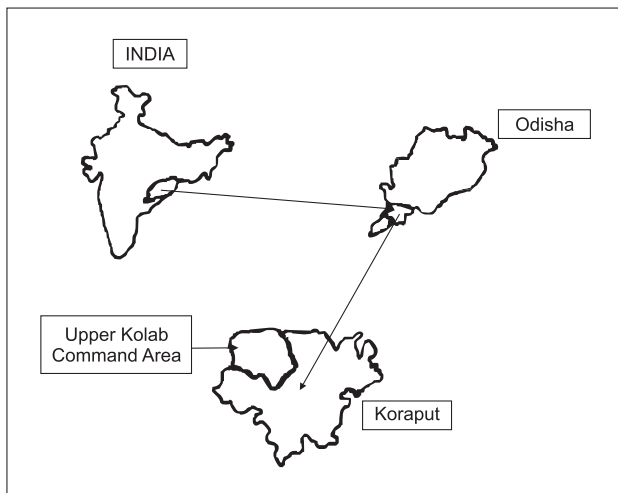 INDIA
Odisha
Upper Kolab
Command Area
Koraput